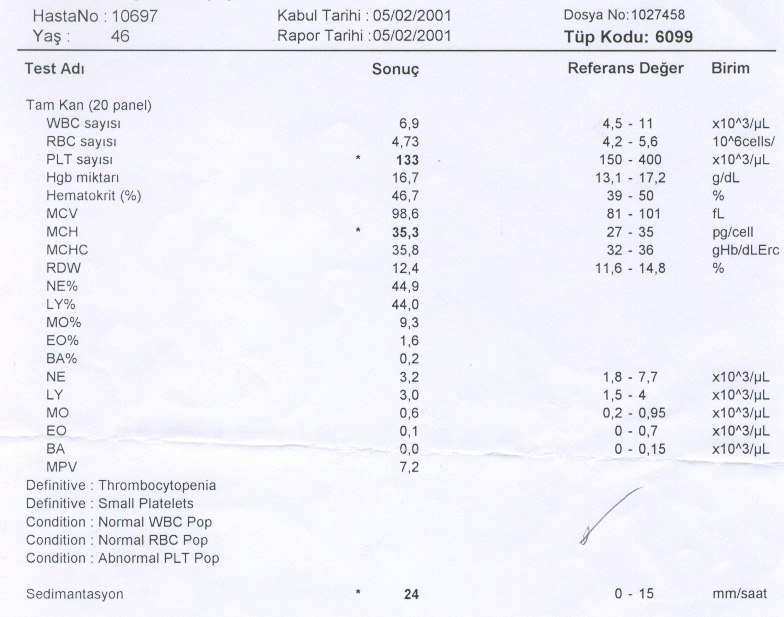 HastaNo : 10697 Kabul Tarihi : 05/02/2001 Dosya No:1027458
Yaş : 46 Rapor Tarihi : 05/02/2001 Tüp Kodu: 6099
Test Adı Sonuç Referans Değer Birim
Tam Kan (20 panel)
WBC sayısı 6,9 4,5 - 11 x10^3/µL
RBC sayısı 4,73 4,2 - 5,6 10^6cells/
PLT sayısı * 133 150 - 400 x10^3/µL
Hgb miktarı 16,7 13,1 - 17,2 g/dL
Hematokrit (%) 46,7 39 - 50 %
MCV 98,6 81 - 101 fL
MCH * 35,3 27 - 35 pg/cell
MCHC 35,8 32 - 36 gHb/dLErc
RDW 12,4 11,6 - 14,8 %
NE% 44,9
LY% 44,0
MO% 9,3
EO% 1,6
BA% 0,2
NE 3,2 1,8 - 7,7 x10^3/µL
LY 3,0 1,5 - 4 x10^3/µL
MO 0,6 0,2 - 0,95 x10^3/µL
EO 0,1 0 - 0,7 x10^3/µL
BA 0,0 0 - 0,15 x10^3/µL
MPV 7,2
Definitive : Thrombocytopenia
Definitive : Small Platelets
Condition : Normal WBC Pop
Condition : Normal RBC Pop
Condition : Abnormal PLT Pop
Sedimantasyon * 24 0 - 15 mm/saat